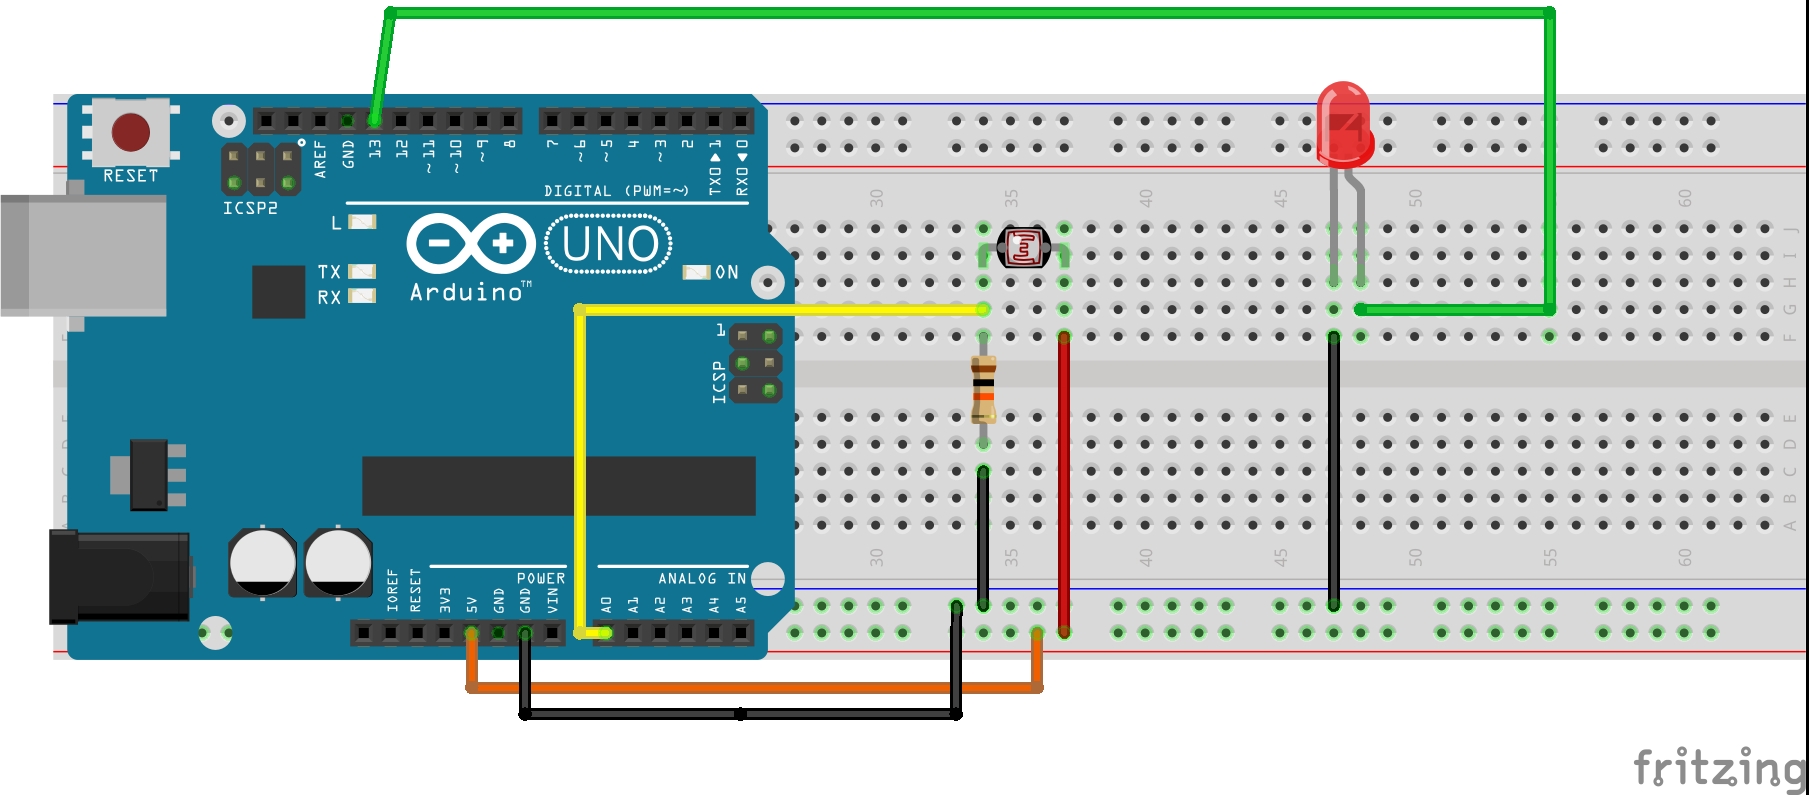 RESET
ICSP2
AREF
GND
13
12
~11
~10
~9
8
7
~6
~5
4
~3
2
TX0▶1
RX0◀0
DIGITAL (PWM=~)
L
TX
RX
UNO
Arduino™
ON
1
ICSP
30 35 40 45 50 55 60
J
I
H
G
F
E
D
C
B
A
30 35 40 45 50 55 60
POWER
ANALOG IN
IOREF
RESET
3V3
5V
GND
GND
VIN
A0
A1
A2
A3
A4
A5
fritzing